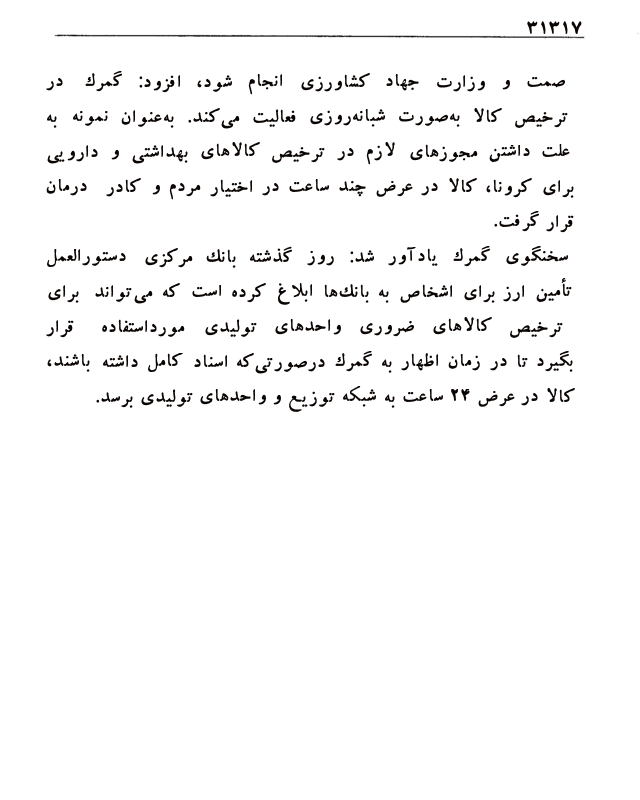 ۳۱۳۱۷
صمت و وزارت جهاد کشاورزی انجام شود، افزود: گمرك در
ترخیص کالا به‌صورت شبانه‌روزی فعالیت می‌کند. به‌عنوان نمونه به
علت داشتن مجوزهای لازم در ترخیص کالاهای بهداشتی و دارویی
برای کرونا، کالا در عرض چند ساعت در اختیار مردم و کادر درمان
قرار گرفت.
سخنگوی گمرك یادآور شد: روز گذشته بانك مرکزی دستورالعمل
تأمین ارز برای اشخاص به بانك‌ها ابلاغ کرده است که می‌تواند برای
ترخیص کالاهای ضروری واحدهای تولیدی مورداستفاده قرار
بگیرد تا در زمان اظهار به گمرك درصورتی‌که اسناد کامل داشته باشند،
کالا در عرض ۲۴ ساعت به شبکه توزیع و واحدهای تولیدی برسد.